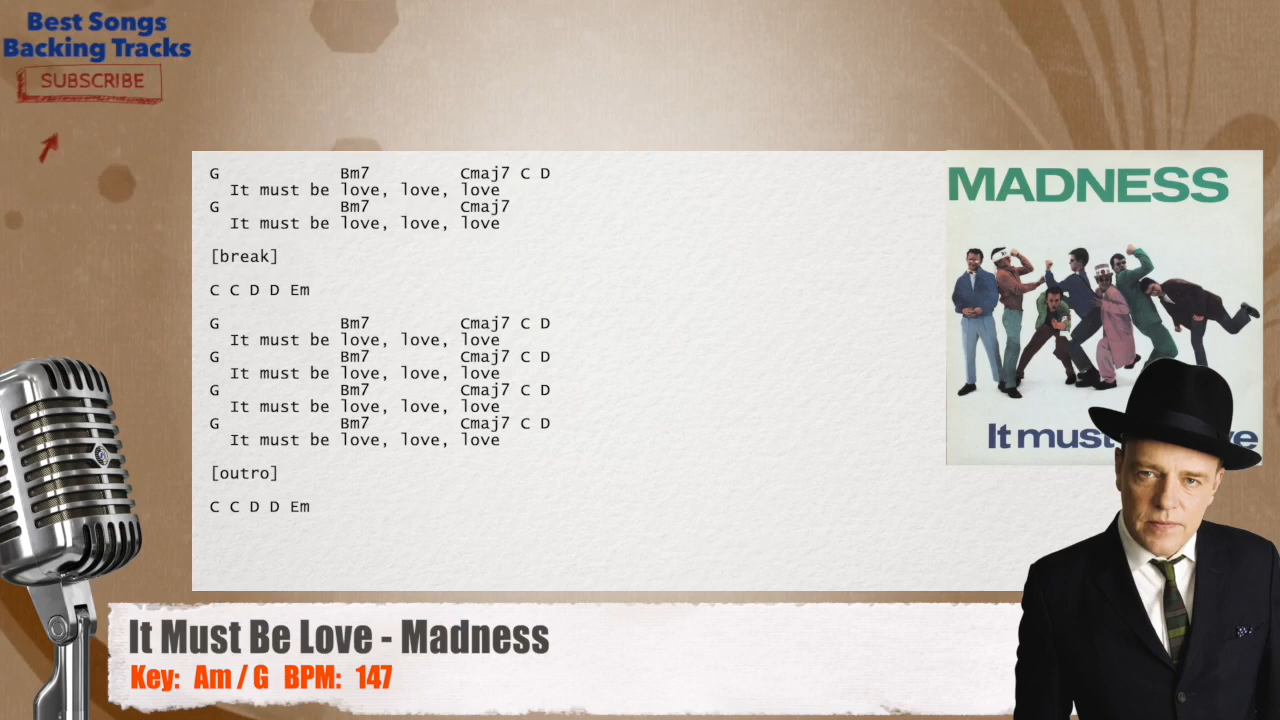 Best Songs
Backing Tracks
SUBSCRIBE
G Bm7 Cmaj7 C D
It must be love, love, love
G Bm7 Cmaj7
It must be love, love, love
[break]
C C D D Em
G Bm7 Cmaj7 C D
It must be love, love, love
G Bm7 Cmaj7 C D
It must be love, love, love
G Bm7 Cmaj7 C D
It must be love, love, love
G Bm7 Cmaj7 C D
It must be love, love, love
[outro]
C C D D Em
MADNESS
It must
It Must Be Love - Madness
Key: Am / G BPM: 147